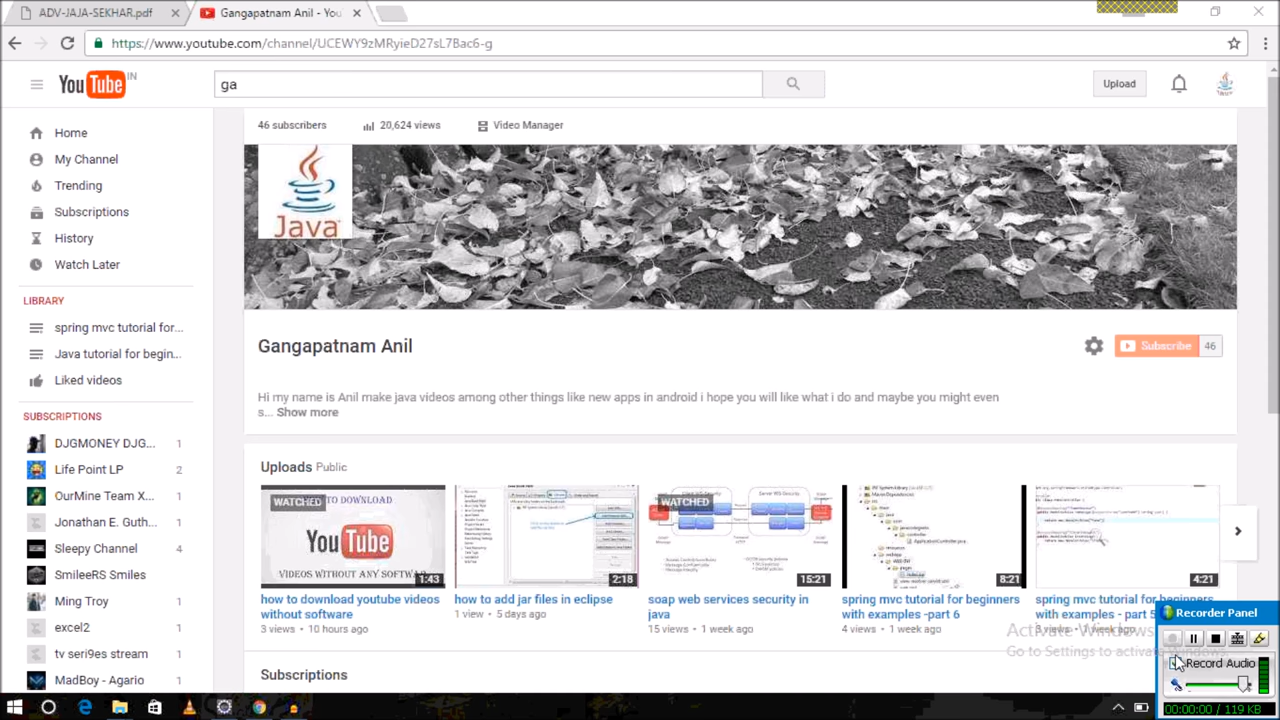 ADV-JAJA-SEKHAR.pdf
Gangapatnam Anil - You
https://www.youtube.com/channel/UCEWY9zMRyieD27sL7Bac6-g
YouTube IN
ga
Upload
46 subscribers
20,624 views
Video Manager
Home
My Channel
Trending
Subscriptions
History
Watch Later
LIBRARY
spring mvc tutorial for...
Java tutorial for begin...
Liked videos
SUBSCRIPTIONS
DJGMONEY DJG... 1
Life Point LP 2
OurMine Team X... 1
Jonathan E. Guth... 1
Sleepy Channel 4
SmileeRS Smiles 1
Ming Troy 1
excel2 1
tv seri9es stream 1
MadBoy - Agario 1
Java
Gangapatnam Anil
Subscribe 46
Hi my name is Anil make java videos among other things like new apps in android i hope you will like what i do and maybe you might even
s... Show more
Uploads Public
WATCHED
TO DOWNLOAD
You
VIDEOS WITHOUT ANY SOFTWARE
1:43
2:18
WATCHED
15:21
8:21
4:21
how to download youtube videos
without software
3 views • 10 hours ago
how to add jar files in eclipse
1 view • 5 days ago
soap web services security in
java
15 views • 1 week ago
spring mvc tutorial for beginners
with examples -part 6
4 views • 1 week ago
spring mvc tutorial for beginners
with examples - part 5
3 views • 1 week ago
Subscriptions
Activate Windows
Go to Settings to activate Windows.
Recorder Panel
Record Audio
00:00:00 / 119 KB